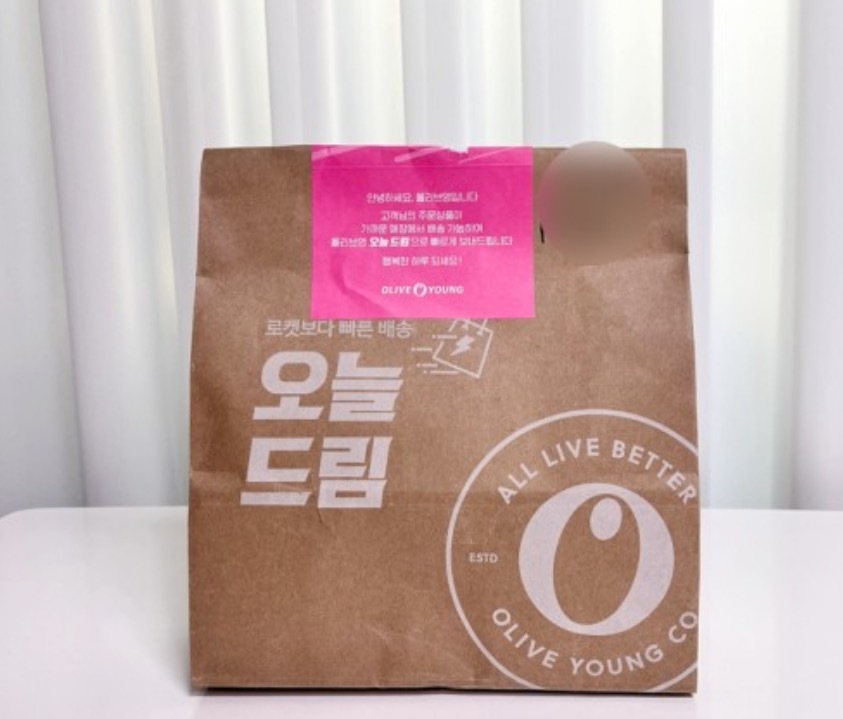 안녕하세요, 올리브영입니다
고객님의 주문상품이
가까운 매장에서 배송 가능하여
올리브영 오늘드림으로 빠르게 보내드립니다
행복한 하루 되세요!
OLIVE YOUNG
로켓보다 빠른 배송
오늘
드림
ALL LIVE BETTER
ESTD
OLIVE YOUNG CO